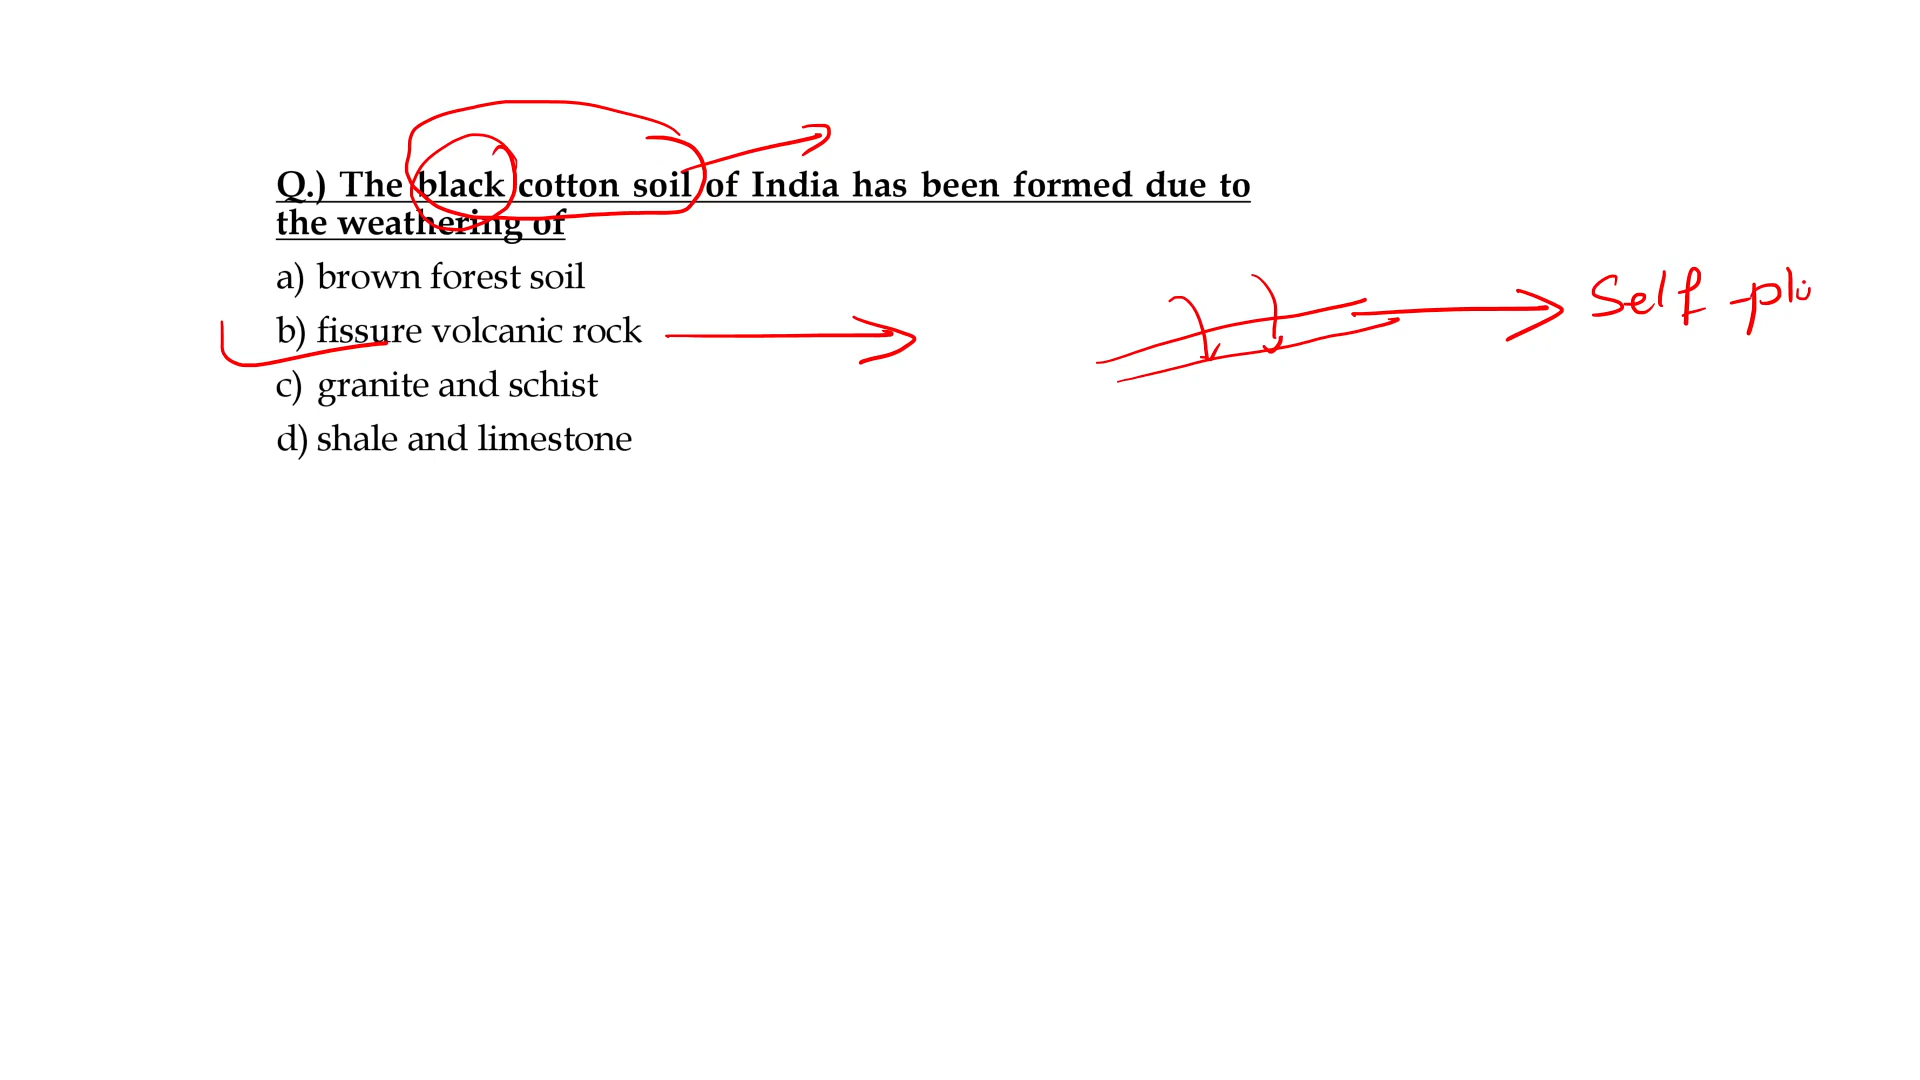 Q.) The black cotton soil of India has been formed due to
the weathering of
a) brown forest soil
b) fissure volcanic rock
c) granite and schist
d) shale and limestone
Self -pli